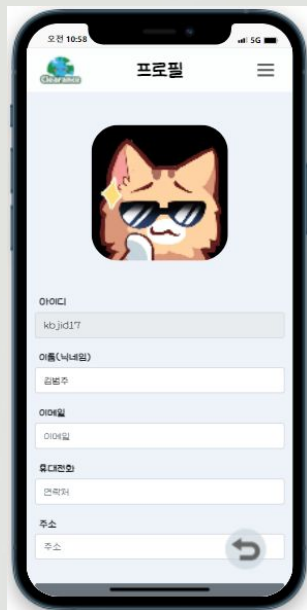 오전 10:58
5G
Clearance
프로필
아이디
kbjid17
이름(닉네임)
김범주
이메일
이메일
휴대전화
연락처
주소
주소